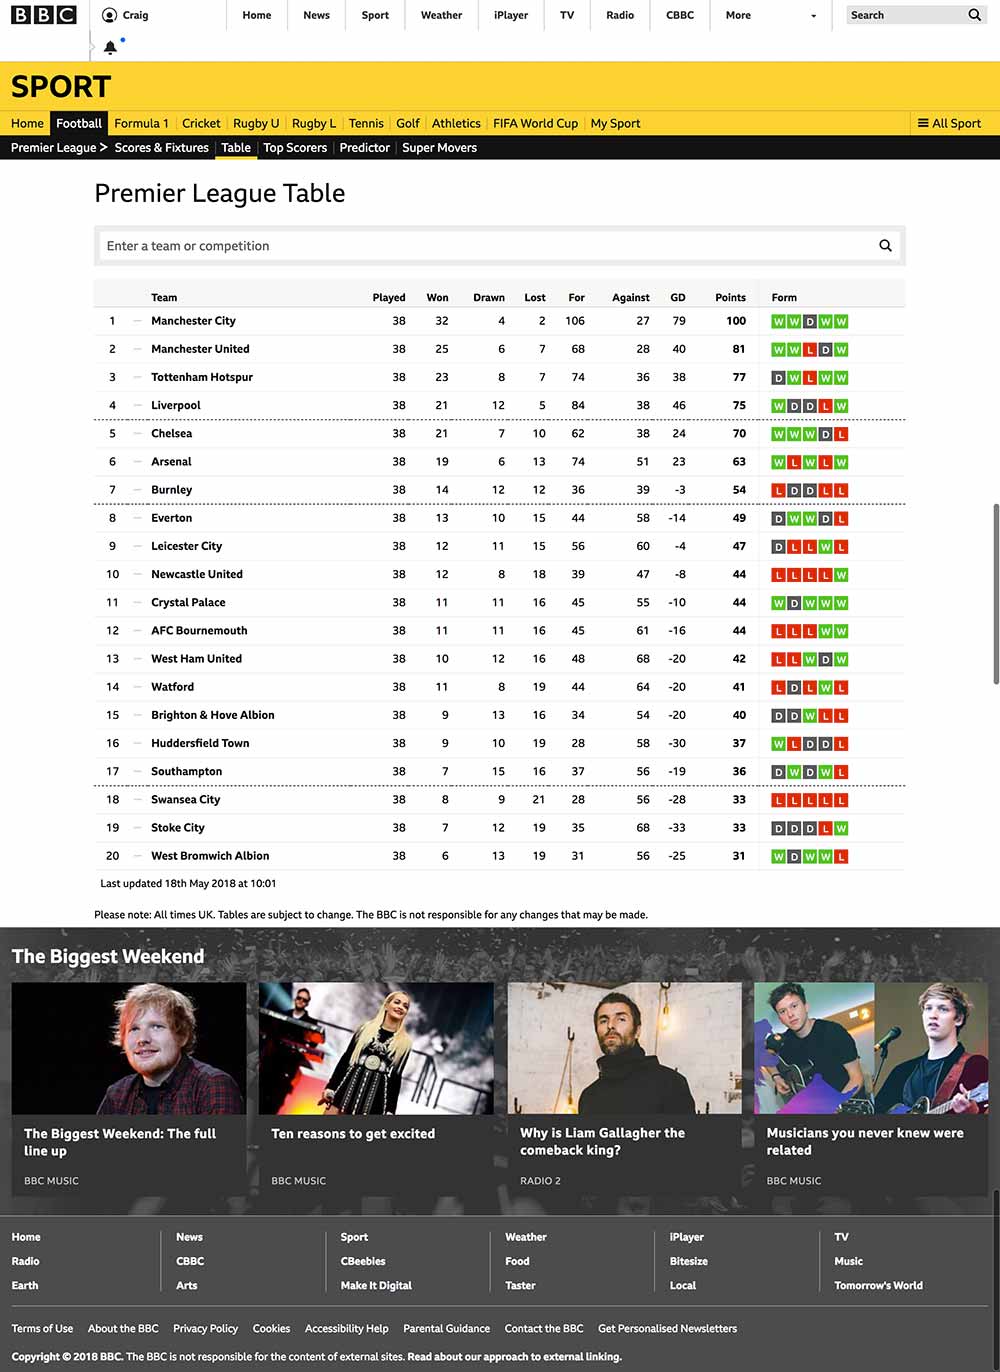 BBC Craig Home News Sport Weather iPlayer TV Radio CBBC More Search
SPORT
Home Football Formula 1 Cricket Rugby U Rugby L Tennis Golf Athletics FIFA World Cup My Sport All Sport
Premier League > Scores & Fixtures Table Top Scorers Predictor Super Movers
Premier League Table
Enter a team or competition
Team Played Won Drawn Lost For Against GD Points Form
1 – Manchester City 38 32 4 2 106 27 79 100 W W D W W
2 – Manchester United 38 25 6 7 68 28 40 81 W W L D W
3 – Tottenham Hotspur 38 23 8 7 74 36 38 77 D W L W W
4 – Liverpool 38 21 12 5 84 38 46 75 W D D L W
5 – Chelsea 38 21 7 10 62 38 24 70 W W W D L
6 – Arsenal 38 19 6 13 74 51 23 63 W L W L W
7 – Burnley 38 14 12 12 36 39 -3 54 L D D L L
8 – Everton 38 13 10 15 44 58 -14 49 D W W D L
9 – Leicester City 38 12 11 15 56 60 -4 47 D L L W L
10 – Newcastle United 38 12 8 18 39 47 -8 44 L L L L W
11 – Crystal Palace 38 11 11 16 45 55 -10 44 W D W W W
12 – AFC Bournemouth 38 11 11 16 45 61 -16 44 L L L W W
13 – West Ham United 38 10 12 16 48 68 -20 42 L L W D W
14 – Watford 38 11 8 19 44 64 -20 41 L D L W L
15 – Brighton & Hove Albion 38 9 13 16 34 54 -20 40 D D W L L
16 – Huddersfield Town 38 9 10 19 28 58 -30 37 W L D D L
17 – Southampton 38 7 15 16 37 56 -19 36 D W D W L
18 – Swansea City 38 8 9 21 28 56 -28 33 L L L L L
19 – Stoke City 38 7 12 19 35 68 -33 33 D D D L W
20 – West Bromwich Albion 38 6 13 19 31 56 -25 31 W D W W L
Last updated 18th May 2018 at 10:01
Please note: All times UK. Tables are subject to change. The BBC is not responsible for any changes that may be made.
The Biggest Weekend
The Biggest Weekend: The full
line up
BBC MUSIC
Ten reasons to get excited
BBC MUSIC
Why is Liam Gallagher the
comeback king?
RADIO 2
Musicians you never knew were
related
BBC MUSIC
Home News Sport Weather iPlayer TV
Radio CBBC CBeebies Food Bitesize Music
Earth Arts Make It Digital Taster Local Tomorrow's World
Terms of Use About the BBC Privacy Policy Cookies Accessibility Help Parental Guidance Contact the BBC Get Personalised Newsletters
Copyright © 2018 BBC. The BBC is not responsible for the content of external sites. Read about our approach to external linking.